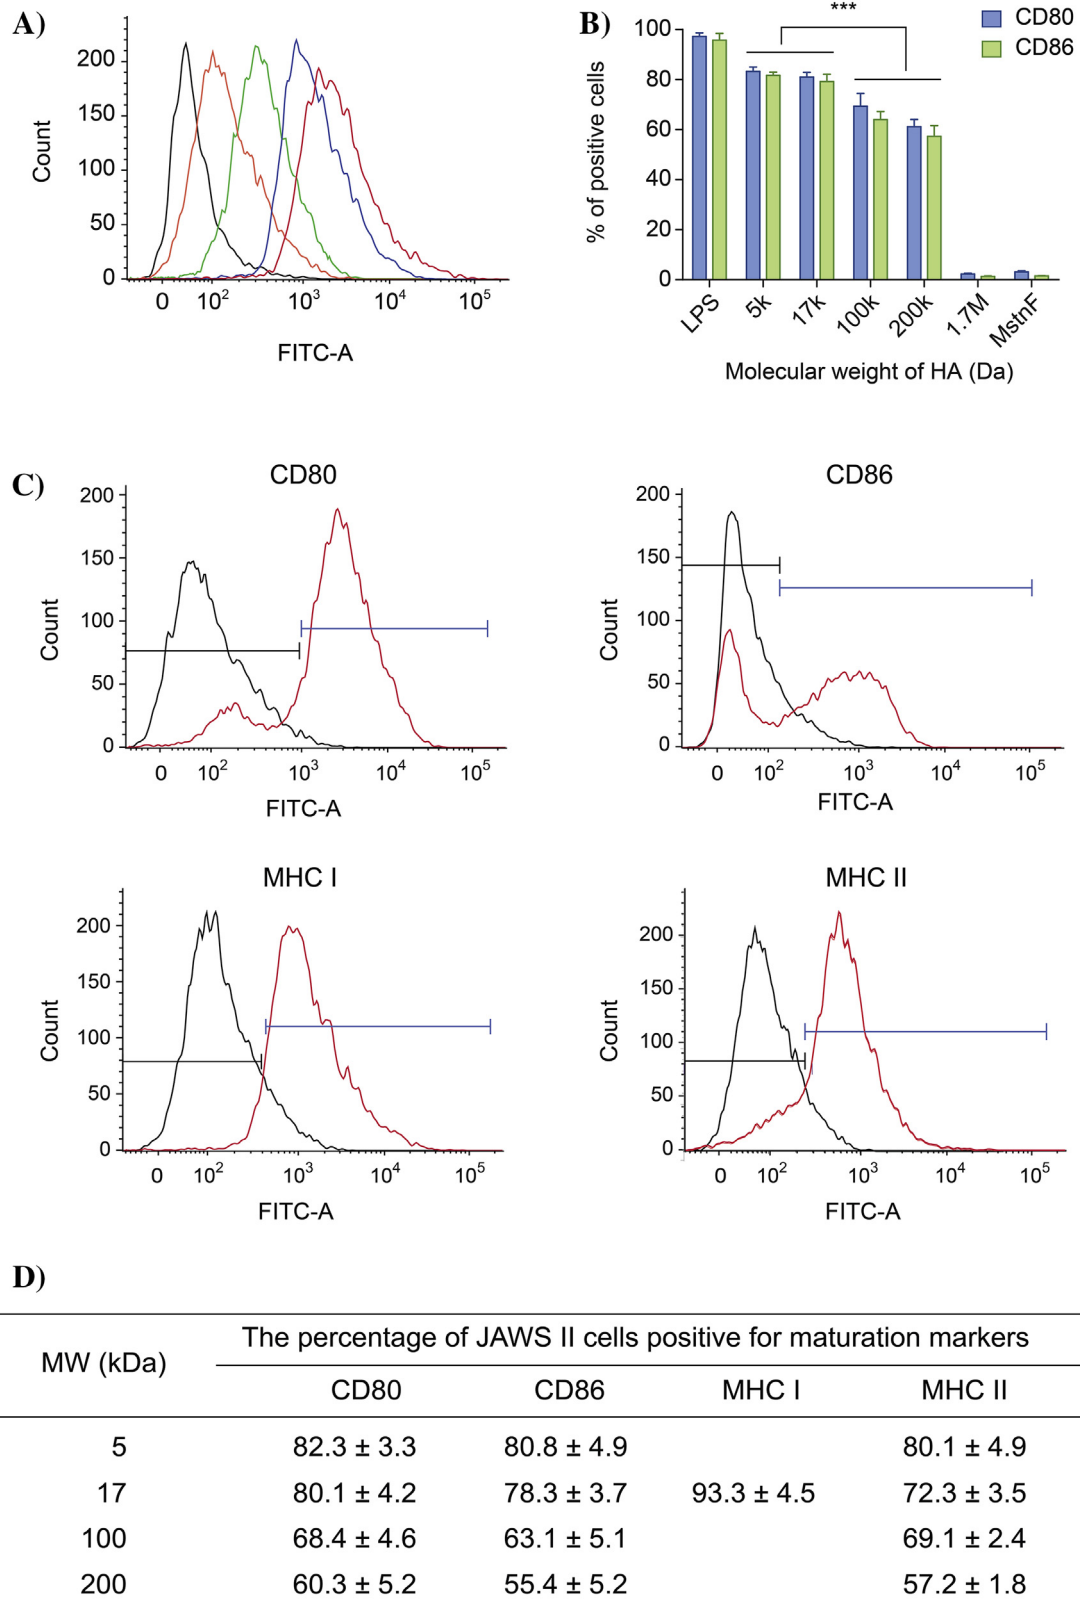 A)
200
150
100
50
0
Count
0 10² 10³ 10⁴ 10⁵
FITC-A
B)
***
CD80
CD86
100
80
60
40
20
0
% of positive cells
LPS 5k 17k 100k 200k 1.7M MstnF
Molecular weight of HA (Da)
C)
CD80
200
150
100
50
0
Count
0 10² 10³ 10⁴ 10⁵
FITC-A
CD86
200
150
100
50
0
Count
0 10² 10³ 10⁴ 10⁵
FITC-A
MHC I
200
150
100
50
0
Count
0 10² 10³ 10⁴ 10⁵
FITC-A
MHC II
200
150
100
50
0
Count
0 10² 10³ 10⁴ 10⁵
FITC-A
D)
MW (kDa)
The percentage of JAWS II cells positive for maturation markers
CD80 CD86 MHC I MHC II
5 82.3 ± 3.3 80.8 ± 4.9 80.1 ± 4.9
17 80.1 ± 4.2 78.3 ± 3.7 93.3 ± 4.5 72.3 ± 3.5
100 68.4 ± 4.6 63.1 ± 5.1 69.1 ± 2.4
200 60.3 ± 5.2 55.4 ± 5.2 57.2 ± 1.8